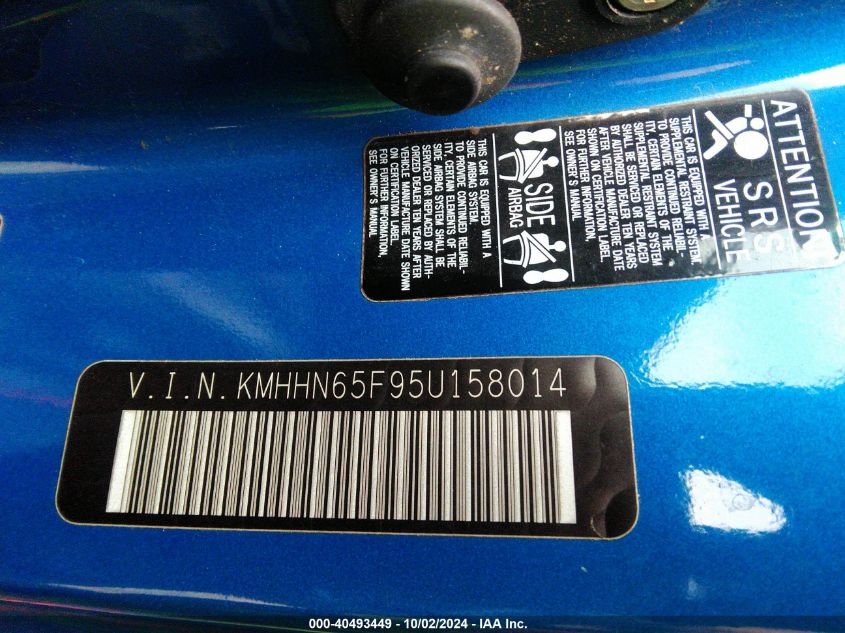 ATTENTION
SRS
VEHICLE
THIS CAR IS EQUIPPED WITH A
SUPPLEMENTAL RESTRAINT SYSTEM
TO PROVIDE CONTINUED RELIABIL-
ITY, CERTAIN ELEMENTS OF THE
SUPPLEMENTAL RESTRAINT SYSTEM
SHALL BE SERVICED OR REPLACED
BY AUTHORIZED DEALER TEN YEARS
AFTER VEHICLE MANUFACTURE DATE
SHOWN ON CERTIFICATION LABEL.
FOR FURTHER INFORMATION,
SEE OWNER'S MANUAL
SIDE
AIRBAG
THIS CAR IS EQUIPPED WITH A
SIDE AIRBAG SYSTEM.
TO PROVIDE CONTINUED RELIABIL-
ITY, CERTAIN ELEMENTS OF THE
SIDE AIRBAG SYSTEM SHALL BE
SERVICED OR REPLACED BY AUTH-
ORIZED DEALER TEN YEARS AFTER
VEHICLE MANUFACTURE DATE SHOWN
ON CERTIFICATION LABEL.
FOR FURTHER INFORMATION,
SEE OWNER'S MANUAL
V.I.N. KMHHN65F95U158014
000-40493449 - 10/02/2024 - IAA Inc.